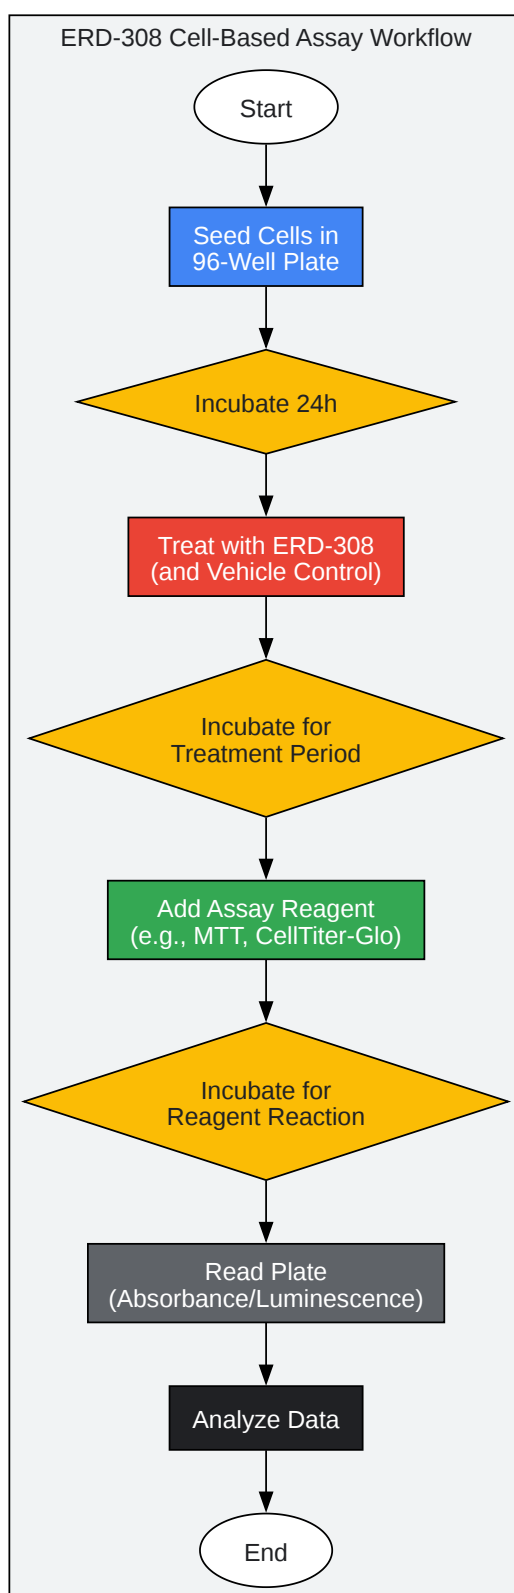 ERD-308 Cell-Based Assay Workflow
Start
Seed Cells in
96-Well Plate
Incubate 24h
Treat with ERD-308
(and Vehicle Control)
Incubate for
Treatment Period
Add Assay Reagent
(e.g., MTT, CellTiter-Glo)
Incubate for
Reagent Reaction
Read Plate
(Absorbance/Luminescence)
Analyze Data
End